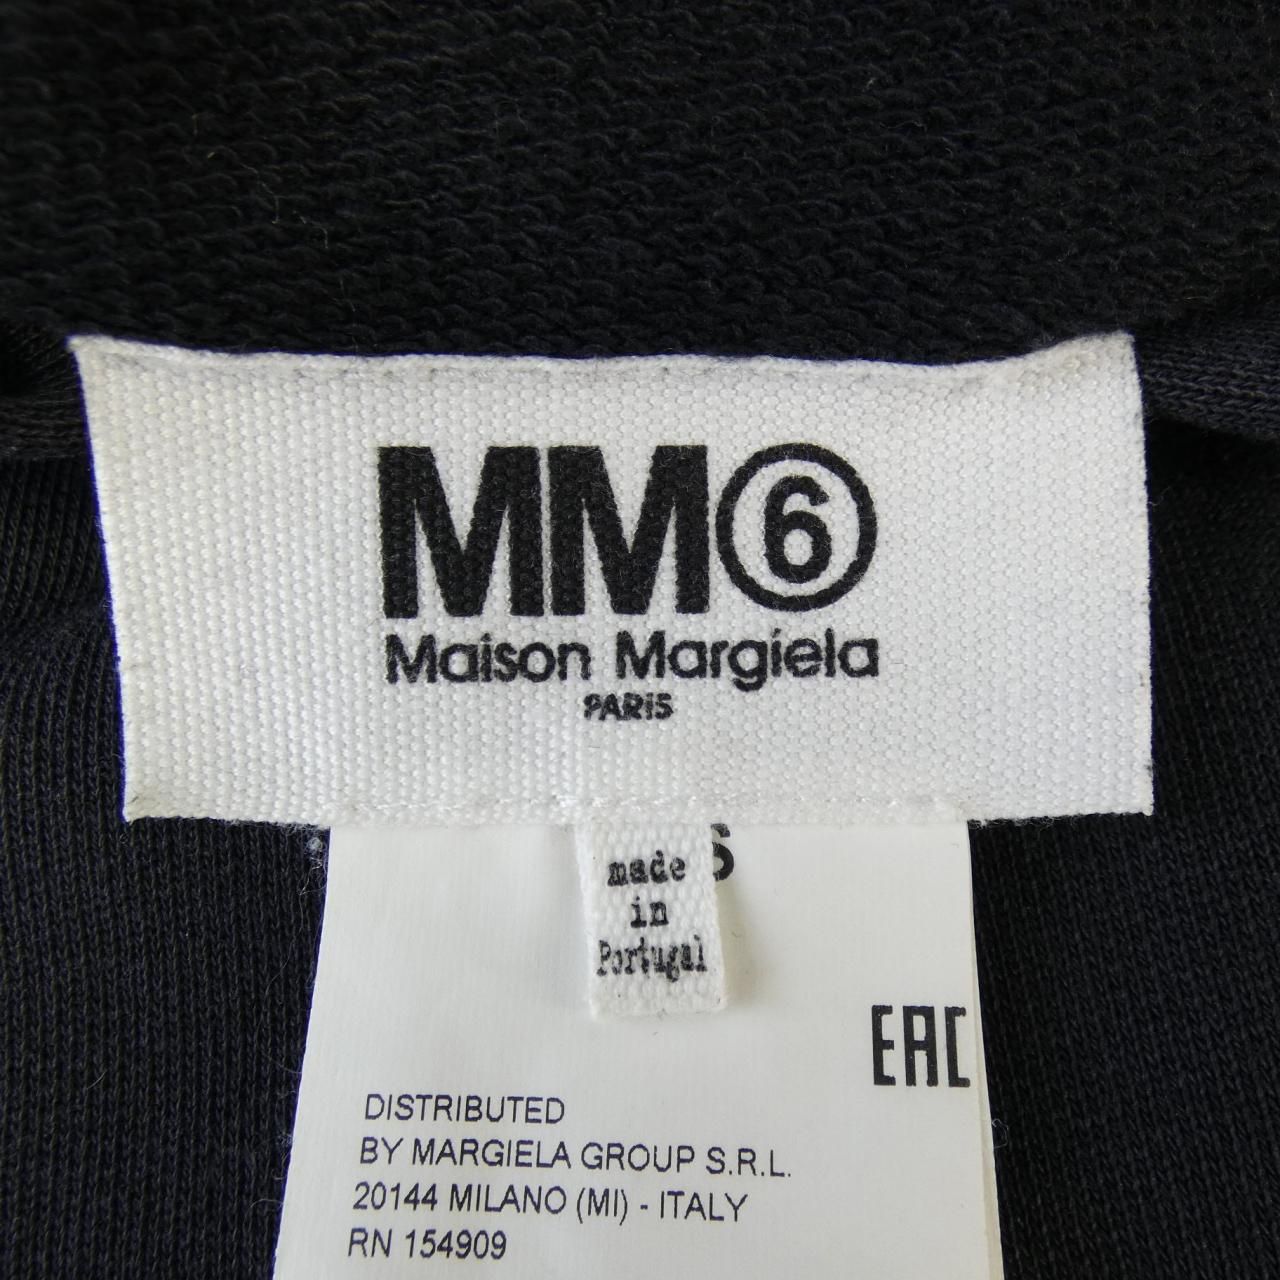 MM⑥
Maison Margiela
PARIS
S
made
in
Portugal
EAC
DISTRIBUTED
BY MARGIELA GROUP S.R.L.
20144 MILANO (MI) - ITALY
RN 154909